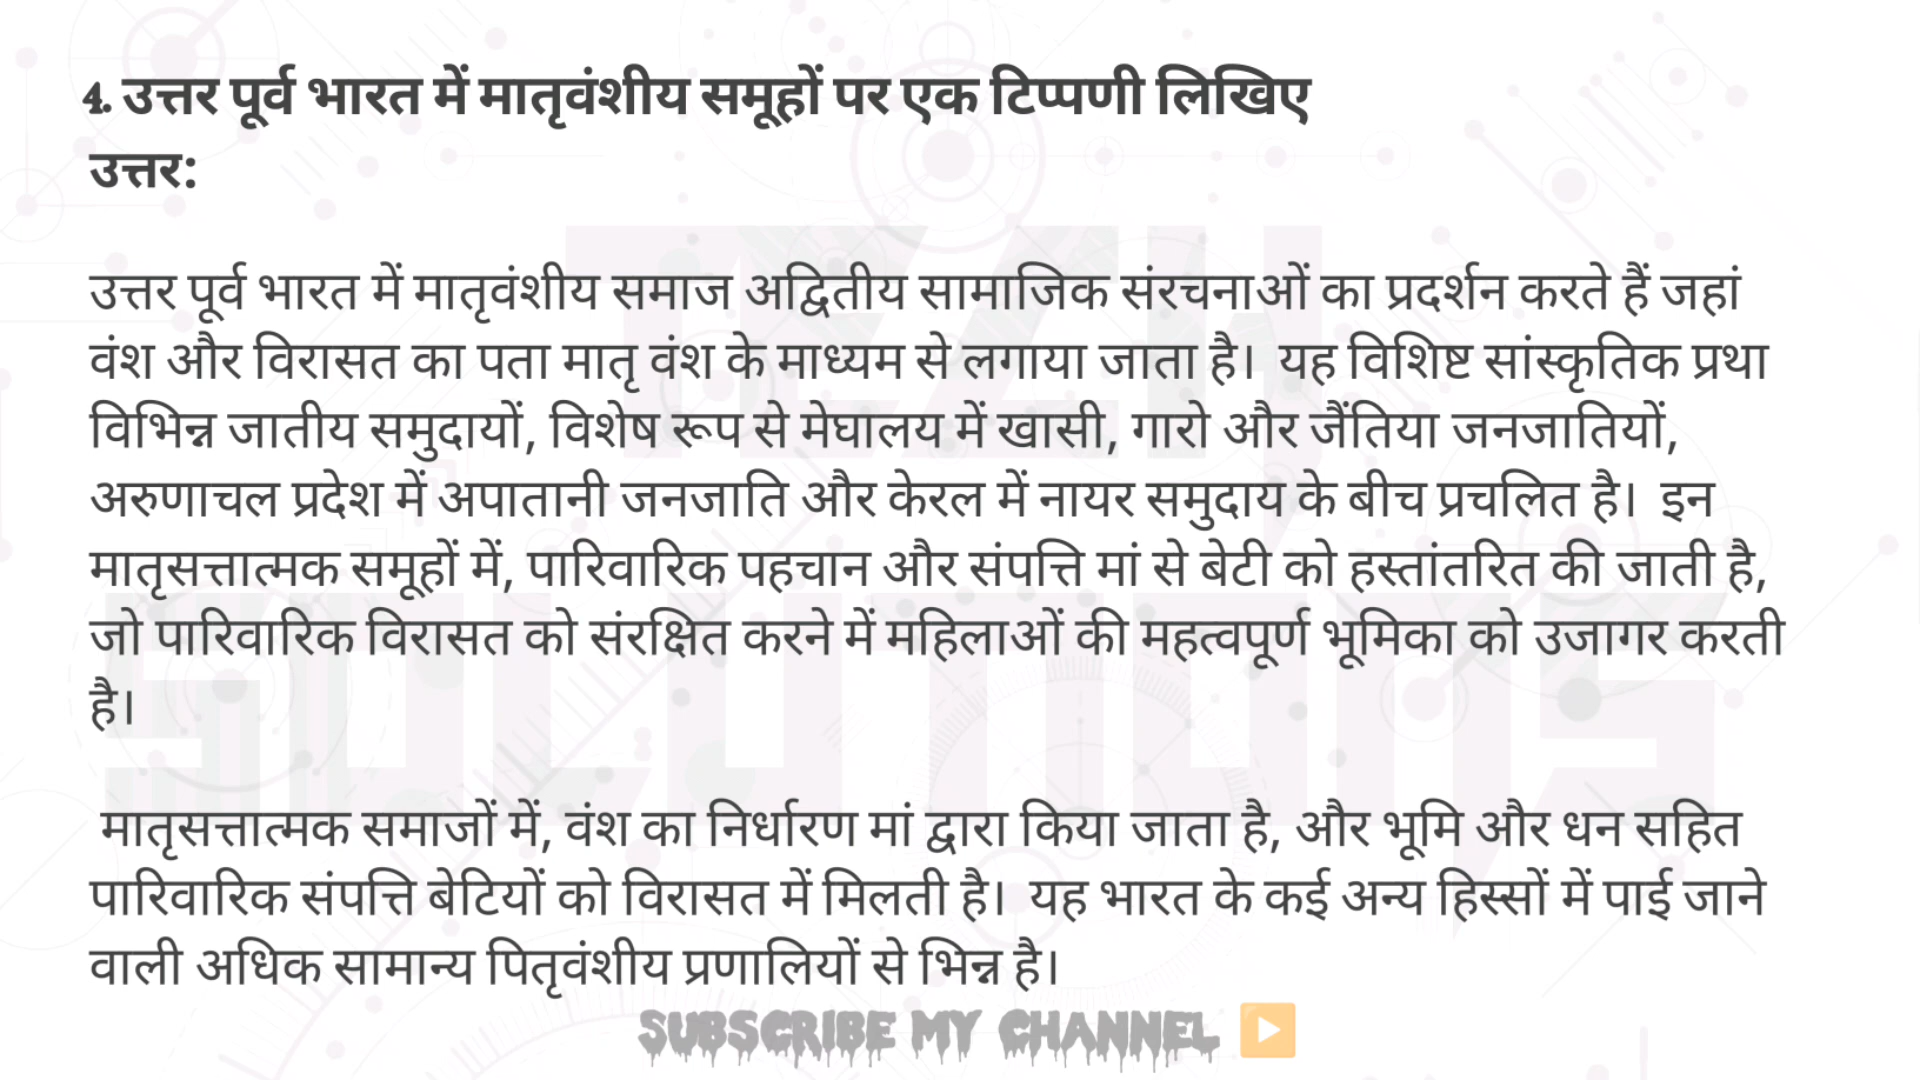 4. उत्तर पूर्व भारत में मातृवंशीय समूहों पर एक टिप्पणी लिखिए
उत्तर:
उत्तर पूर्व भारत में मातृवंशीय समाज अद्वितीय सामाजिक संरचनाओं का प्रदर्शन करते हैं जहां
वंश और विरासत का पता मातृ वंश के माध्यम से लगाया जाता है। यह विशिष्ट सांस्कृतिक प्रथा
विभिन्न जातीय समुदायों, विशेष रूप से मेघालय में खासी, गारो और जैंतिया जनजातियों,
अरुणाचल प्रदेश में अपातानी जनजाति और केरल में नायर समुदाय के बीच प्रचलित है। इन
मातृसत्तात्मक समूहों में, पारिवारिक पहचान और संपत्ति मां से बेटी को हस्तांतरित की जाती है,
जो पारिवारिक विरासत को संरक्षित करने में महिलाओं की महत्वपूर्ण भूमिका को उजागर करती
है।
मातृसत्तात्मक समाजों में, वंश का निर्धारण मां द्वारा किया जाता है, और भूमि और धन सहित
पारिवारिक संपत्ति बेटियों को विरासत में मिलती है। यह भारत के कई अन्य हिस्सों में पाई जाने
वाली अधिक सामान्य पितृवंशीय प्रणालियों से भिन्न है।
SUBSCRIBE MY CHANNEL
TECH
SOLUTIONS